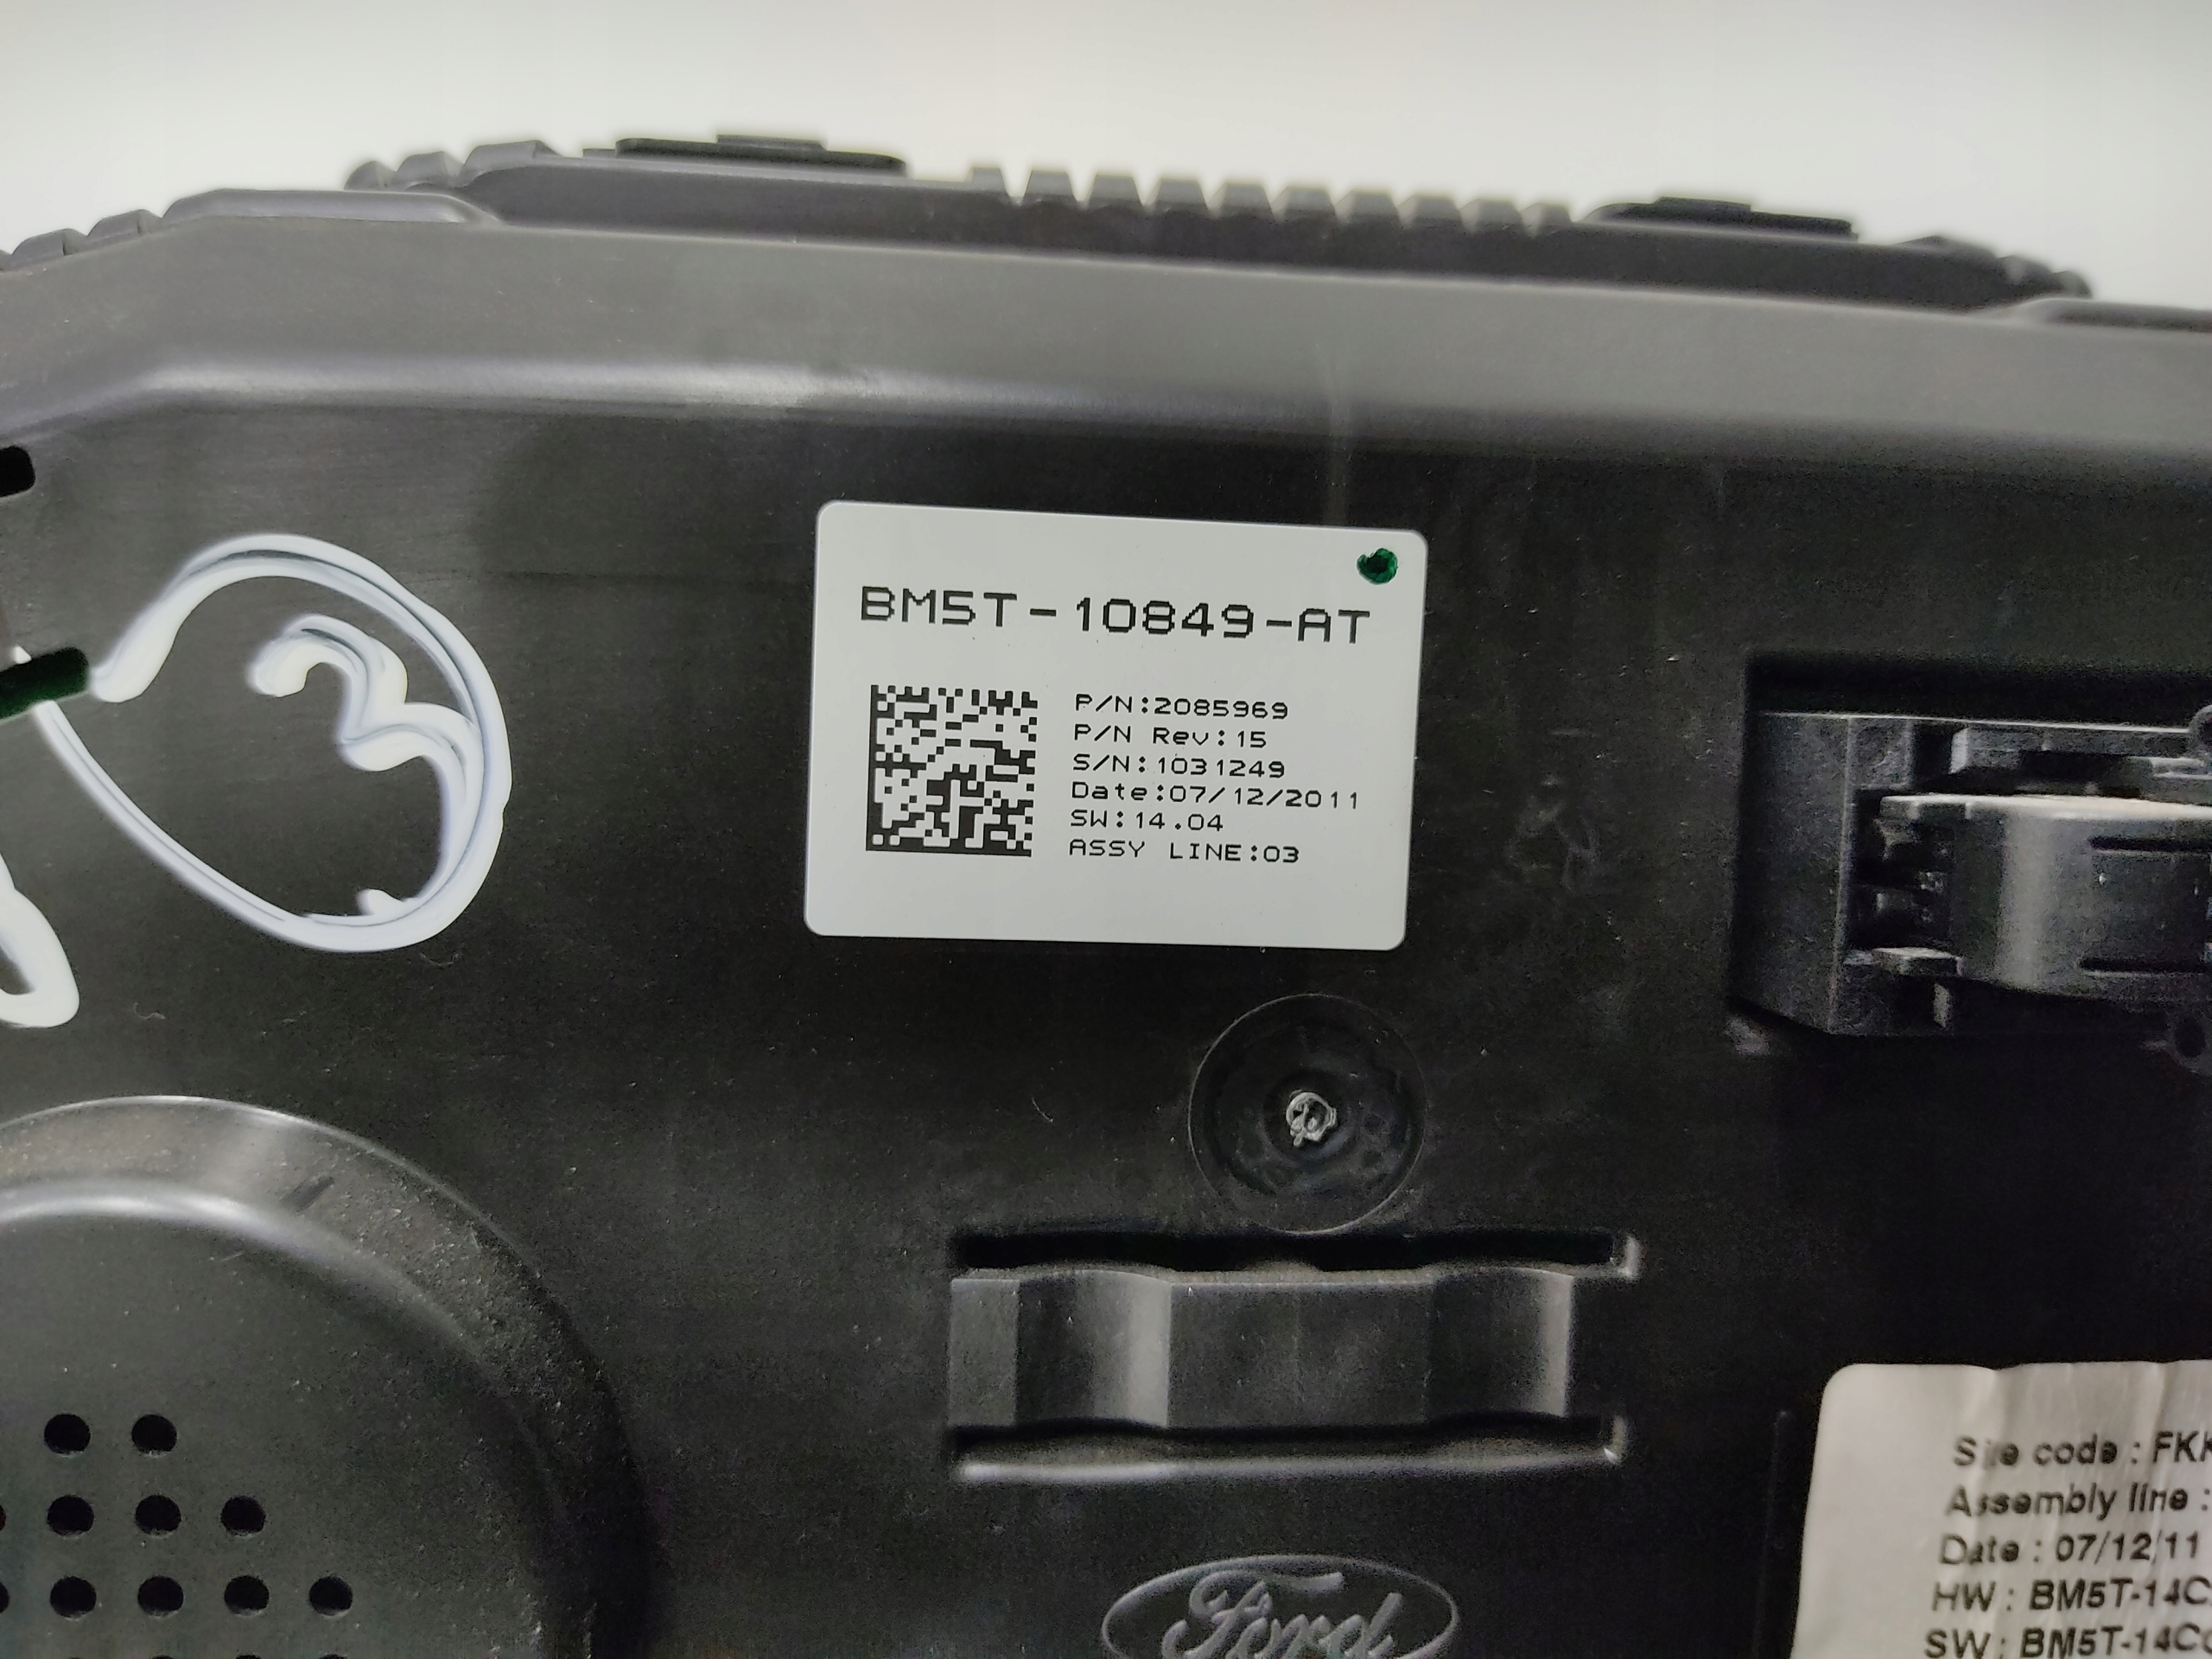 3
BM5T-10849-AT
P/N:2085969
P/N Rev:15
S/N:1031249
Date:07/12/2011
SW:14.04
ASSY LINE:03
Ford
Site code : FKK
Assembly line :
Date : 07/12/11
HW : BM5T-14C
SW : BM5T-14C